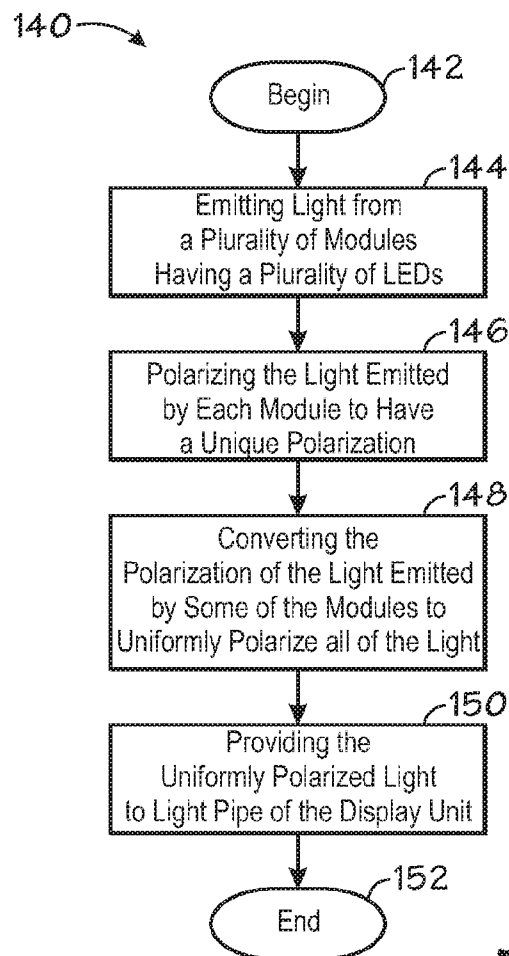 140
142
Begin
144
Emitting Light from
a Plurality of Modules
Having a Plurality of LEDs
146
Polarizing the Light Emitted
by Each Module to Have
a Unique Polarization
148
Converting the
Polarization of the Light Emitted
by Some of the Modules to
Uniformly Polarize all of the Light
150
Providing the
Uniformly Polarized Light
to Light Pipe of the Display Unit
152
End